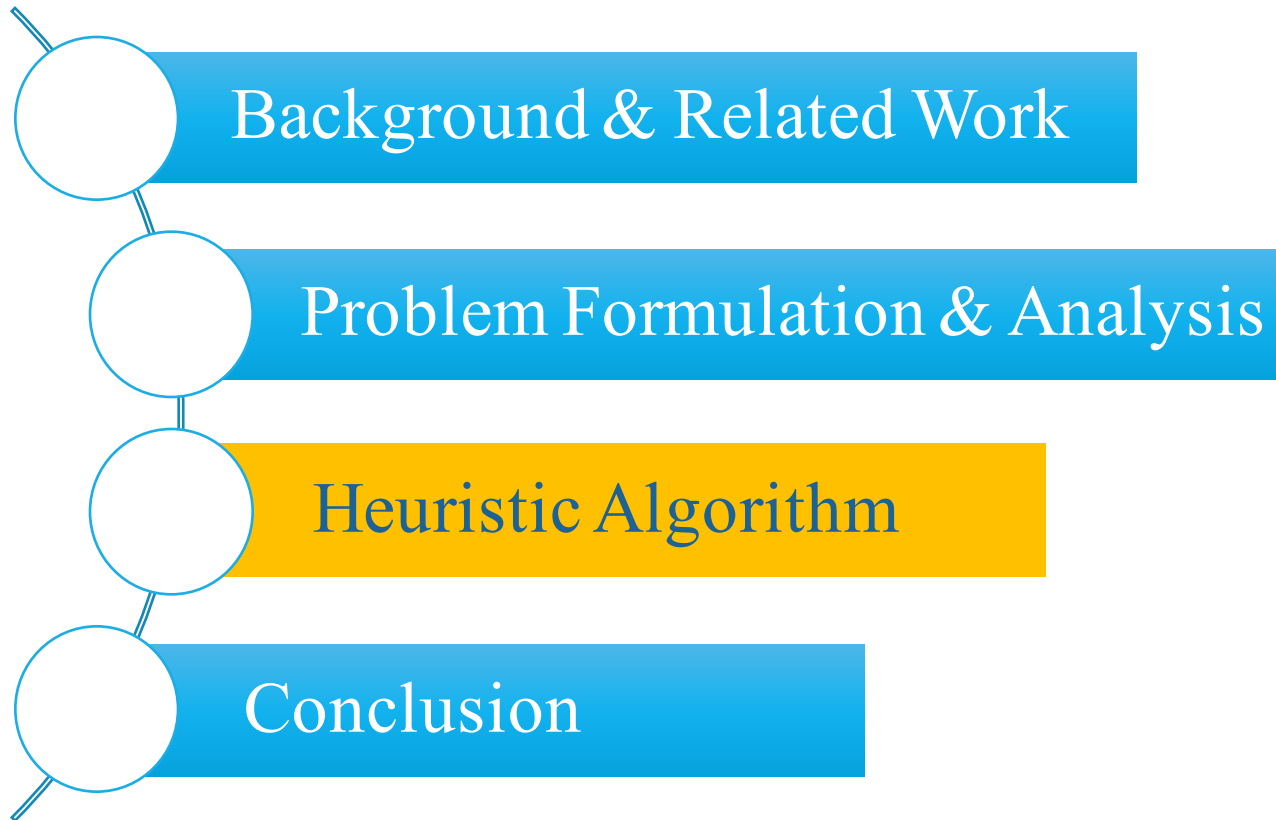 Background & Related Work
Problem Formulation & Analysis
Heuristic Algorithm
Conclusion